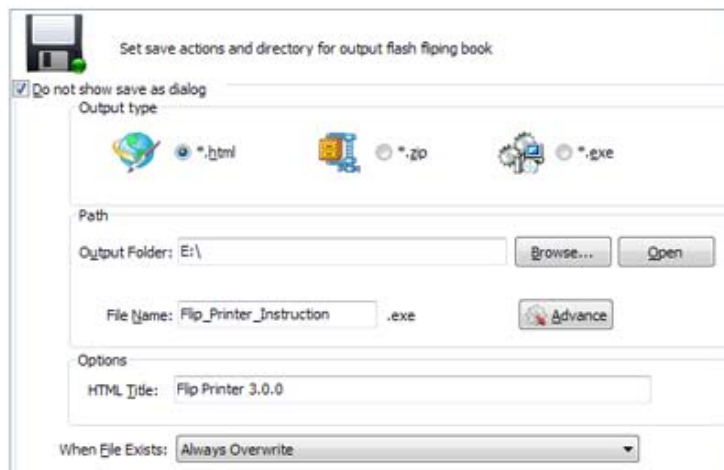 Set save actions and directory for output flash fliping book
Do not show save as dialog
Output type
*.html *.zip *.exe
Path
Output Folder: E:\ Browse... Open
File Name: Flip_Printer_Instruction .exe Advance
Options
HTML Title: Flip Printer 3.0.0
When File Exists: Always Overwrite